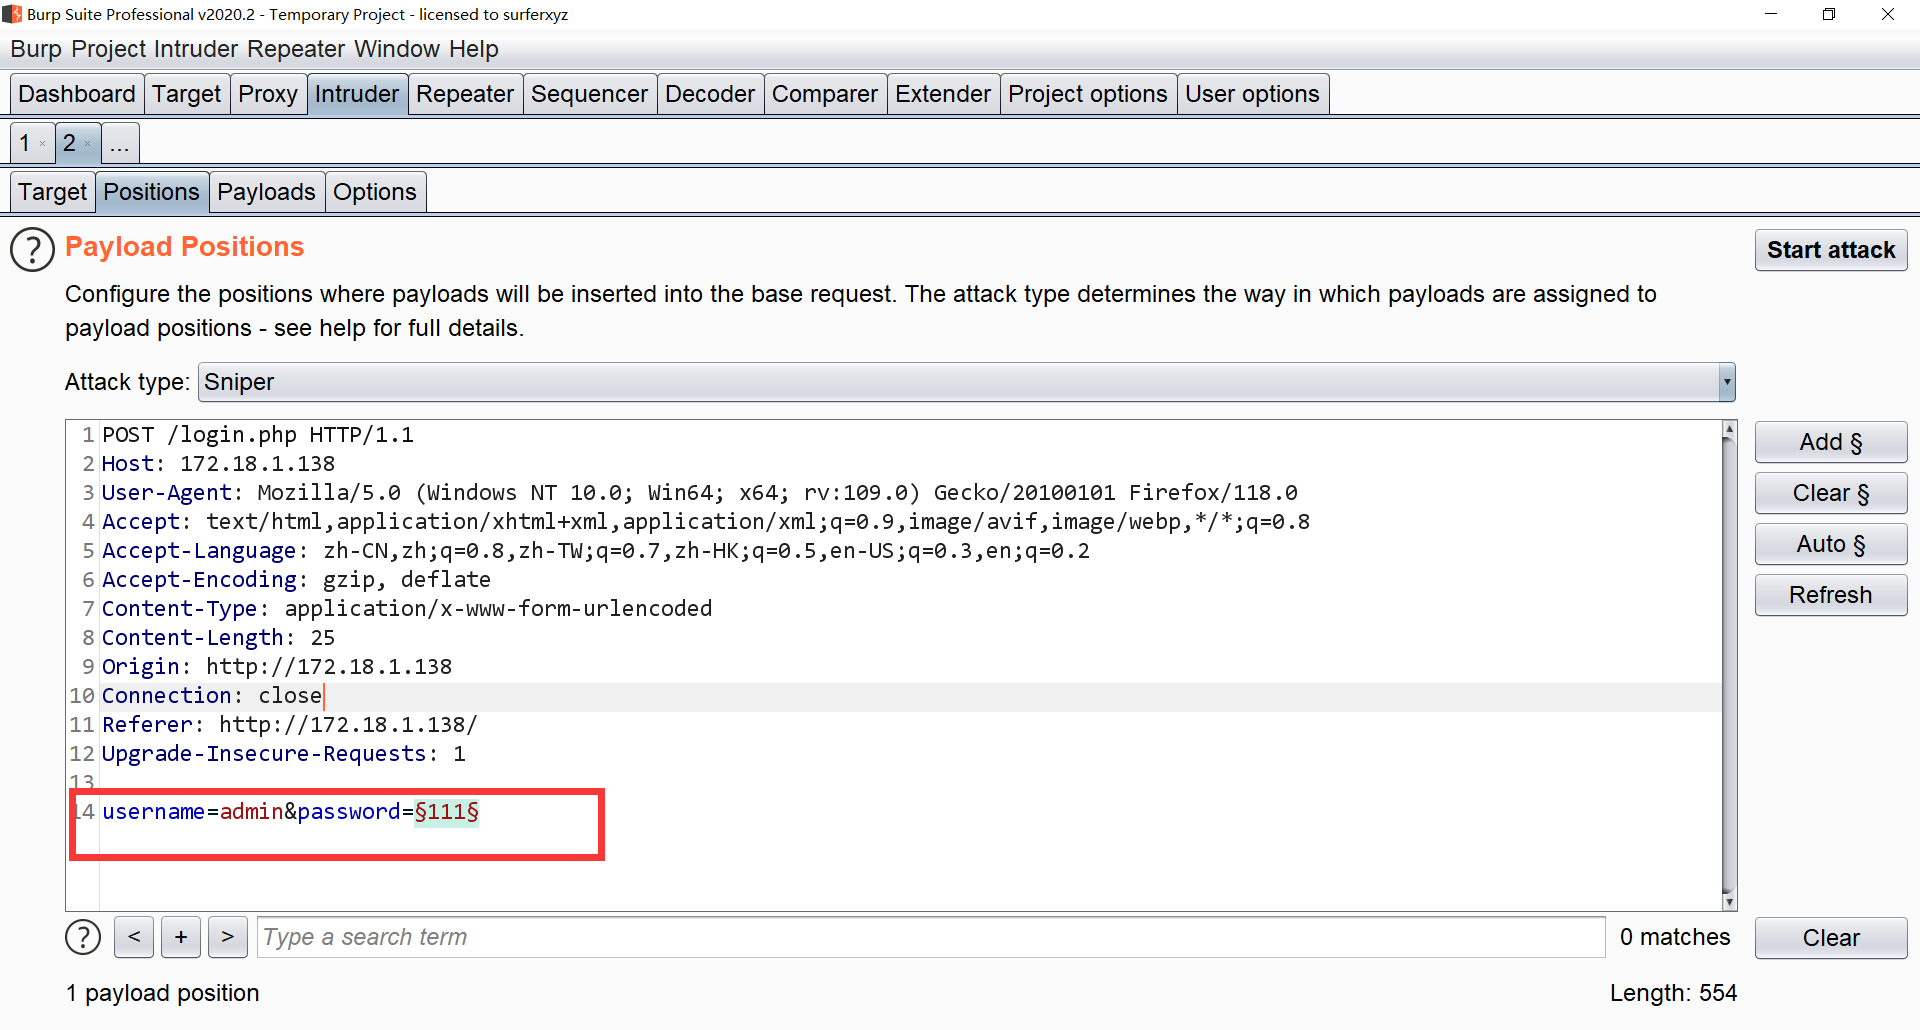 Burp Suite Professional v2020.2 - Temporary Project - licensed to surferxyz
Burp Project Intruder Repeater Window Help
Dashboard Target Proxy Intruder Repeater Sequencer Decoder Comparer Extender Project options User options
1 × 2 × ...
Target Positions Payloads Options
? Payload Positions
Start attack
Configure the positions where payloads will be inserted into the base request. The attack type determines the way in which payloads are assigned to
payload positions - see help for full details.
Attack type: Sniper
1 POST /login.php HTTP/1.1
2 Host: 172.18.1.138
3 User-Agent: Mozilla/5.0 (Windows NT 10.0; Win64; x64; rv:109.0) Gecko/20100101 Firefox/118.0
4 Accept: text/html,application/xhtml+xml,application/xml;q=0.9,image/avif,image/webp,*/*;q=0.8
5 Accept-Language: zh-CN,zh;q=0.8,zh-TW;q=0.7,zh-HK;q=0.5,en-US;q=0.3,en;q=0.2
6 Accept-Encoding: gzip, deflate
7 Content-Type: application/x-www-form-urlencoded
8 Content-Length: 25
9 Origin: http://172.18.1.138
10 Connection: close
11 Referer: http://172.18.1.138/
12 Upgrade-Insecure-Requests: 1
13
14 username=admin&password=§111§
Add §
Clear §
Auto §
Refresh
? < + > Type a search term 0 matches Clear
1 payload position Length: 554